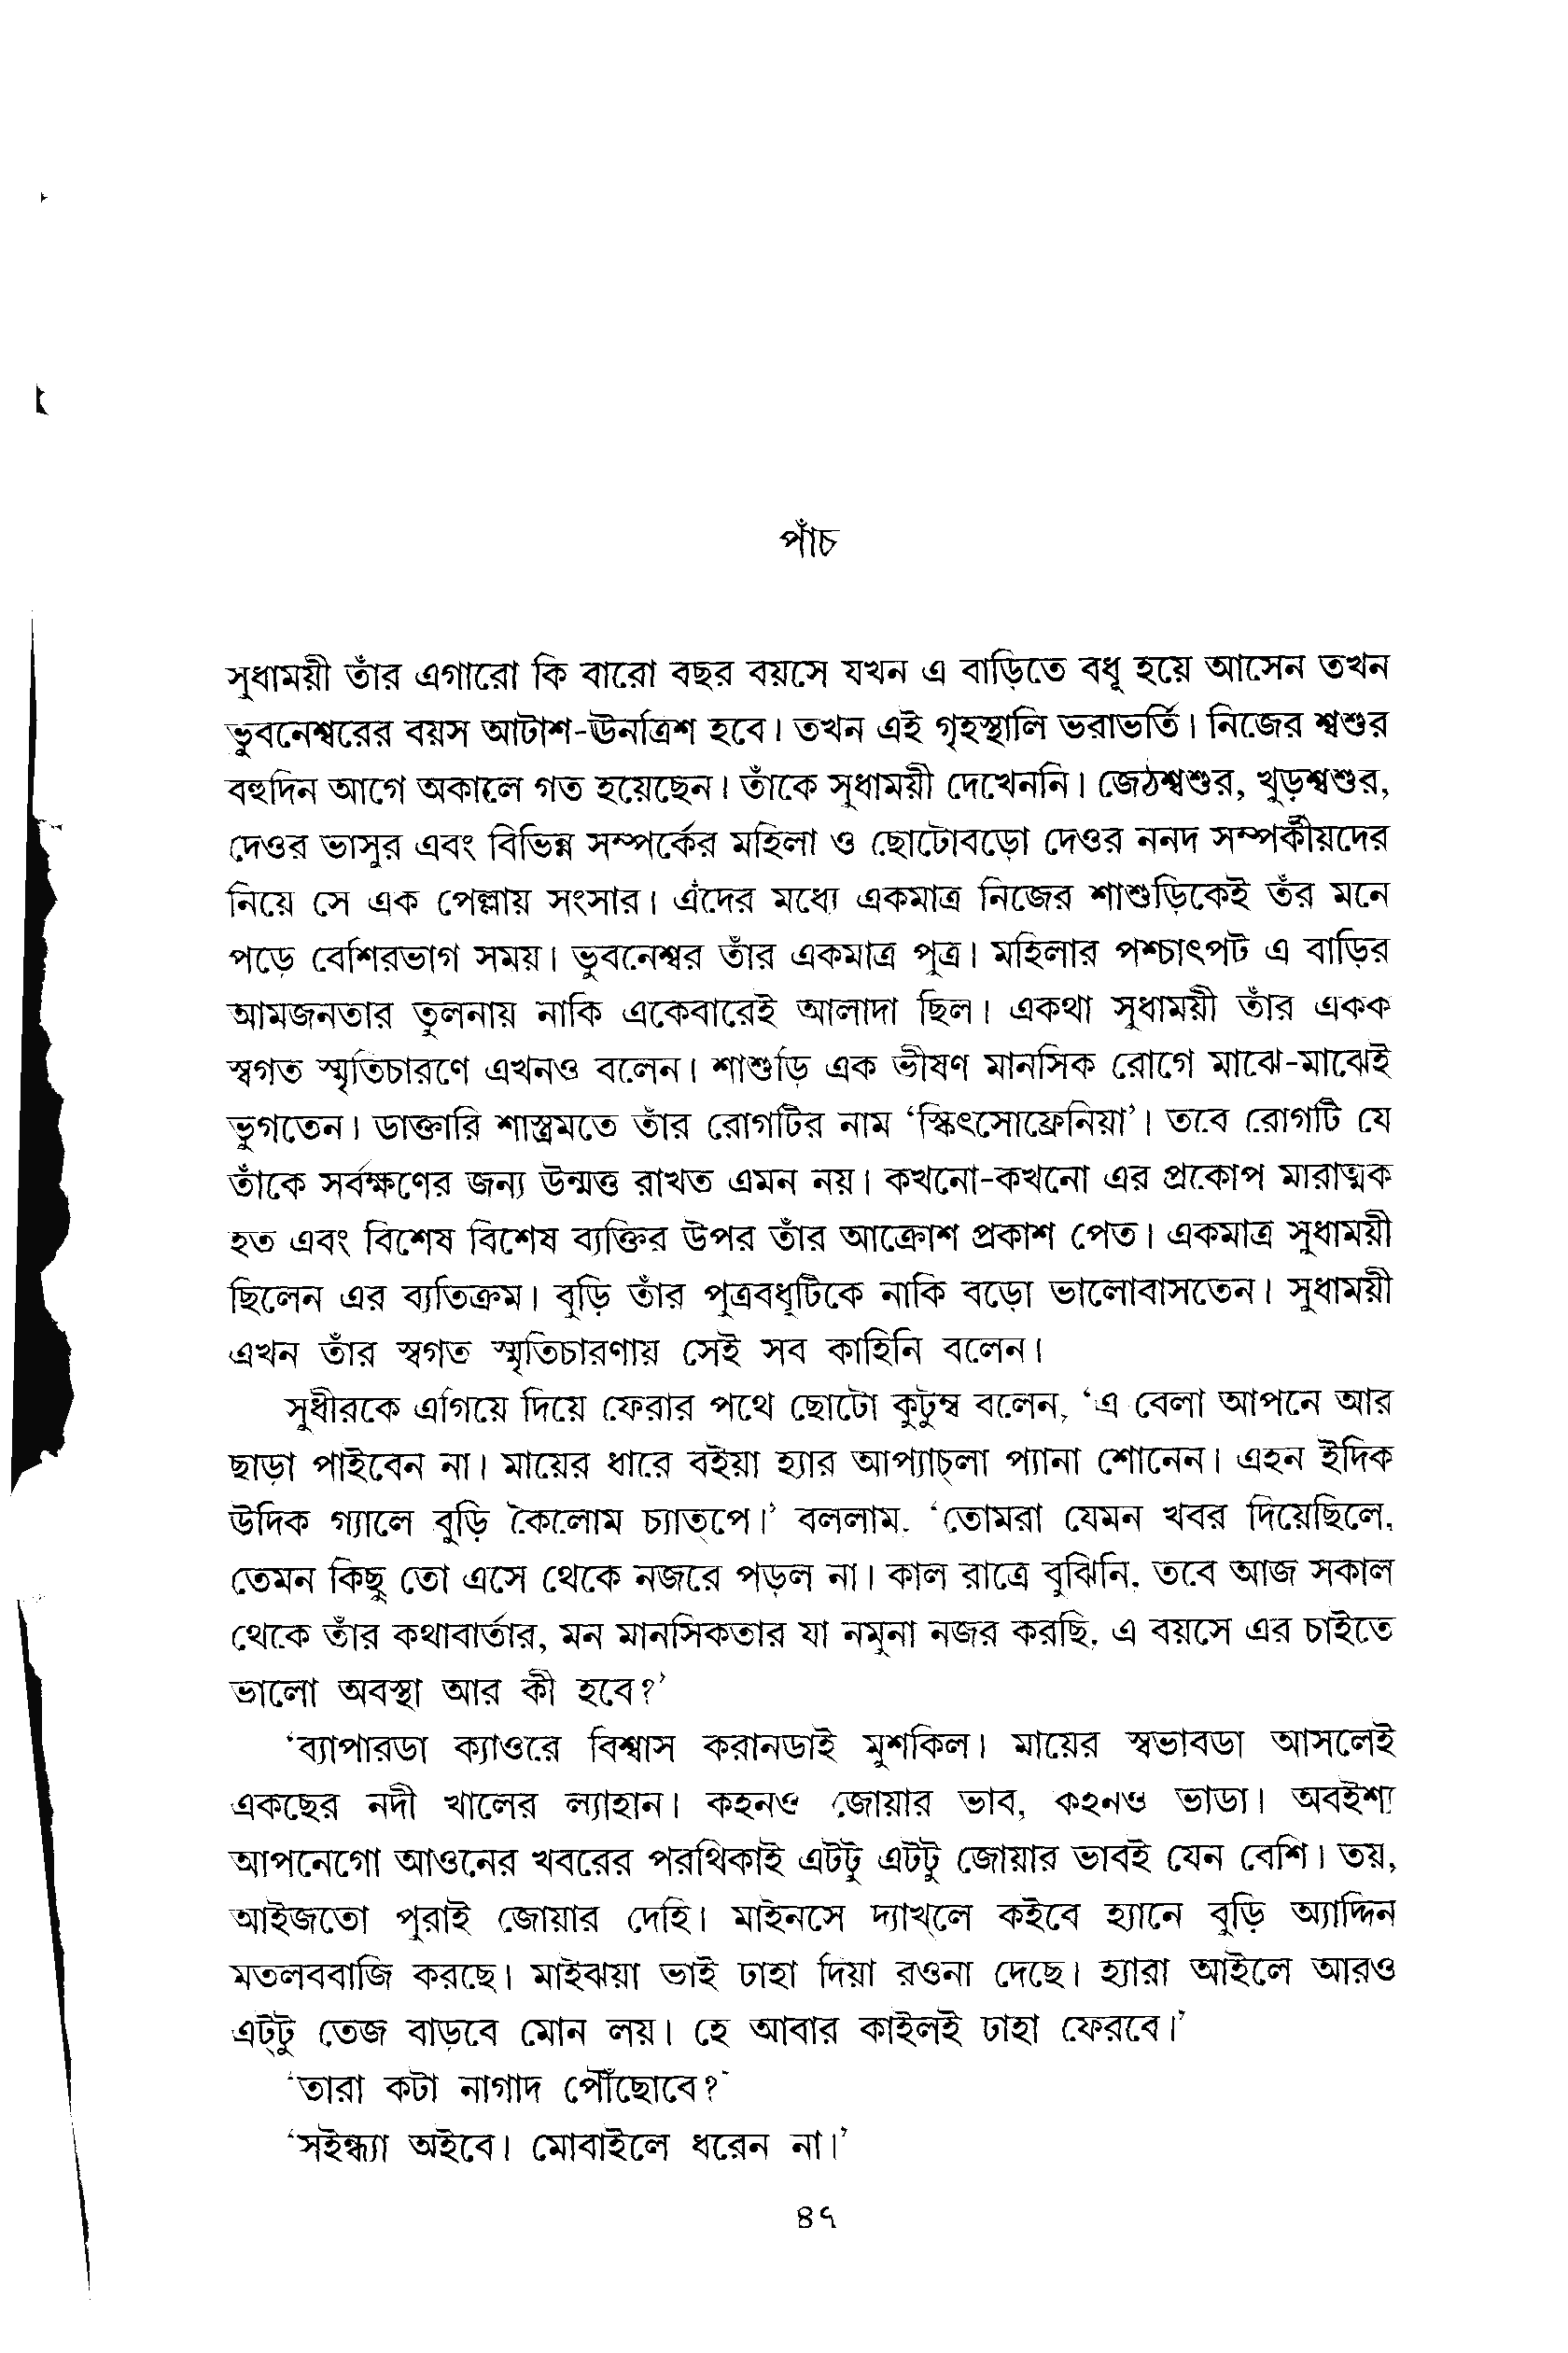 পাঁচ
সুধাময়ী তাঁর এগারো কি বারো বছর বয়সে যখন এ বাড়িতে বধূ হয়ে আসেন তখন
ভুবনেশ্বরের বয়স আটাশ-ঊনত্রিশ হবে। তখন এই গৃহস্থালি ভরাভর্তি। নিজের শ্বশুর
বহুদিন আগে অকালে গত হয়েছেন। তাঁকে সুধাময়ী দেখেননি। জেঠশ্বশুর, খুড়শ্বশুর,
দেওর ভাসুর এবং বিভিন্ন সম্পর্কের মহিলা ও ছোটোবড়ো দেওর ননদ সম্পর্কীয়দের
নিয়ে সে এক পেল্লায় সংসার। এঁদের মধ্যে একমাত্র নিজের শাশুড়িকেই তঁর মনে
পড়ে বেশিরভাগ সময়। ভুবনেশ্বর তাঁর একমাত্র পুত্র। মহিলার পশ্চাৎপট এ বাড়ির
আমজনতার তুলনায় নাকি একেবারেই আলাদা ছিল। একথা সুধাময়ী তাঁর একক
স্বগত স্মৃতিচারণে এখনও বলেন। শাশুড়ি এক ভীষণ মানসিক রোগে মাঝে-মাঝেই
ভুগতেন। ডাক্তারি শাস্ত্রমতে তাঁর রোগটির নাম ‘স্কিৎসোফ্রেনিয়া’। তবে রোগটি যে
তাঁকে সর্বক্ষণের জন্য উন্মত্ত রাখত এমন নয়। কখনো-কখনো এর প্রকোপ মারাত্মক
হত এবং বিশেষ বিশেষ ব্যক্তির উপর তাঁর আক্রোশ প্রকাশ পেত। একমাত্র সুধাময়ী
ছিলেন এর ব্যতিক্রম। বুড়ি তাঁর পুত্রবধূটিকে নাকি বড়ো ভালোবাসতেন। সুধাময়ী
এখন তাঁর স্বগত স্মৃতিচারণায় সেই সব কাহিনি বলেন।
সুধীরকে এগিয়ে দিয়ে ফেরার পথে ছোটো কুটুম্ব বলেন, ‘এ বেলা আপনে আর
ছাড়া পাইবেন না। মায়ের ধারে বইয়া হ্যার আপ্যাচ্‌লা প্যানা শোনেন। এহন ইদিক
উদিক গ্যালে বুড়ি কৈলোম চ্যাত্‌পে।’ বললাম, ‘তোমরা যেমন খবর দিয়েছিলে,
তেমন কিছু তো এসে থেকে নজরে পড়ল না। কাল রাত্রে বুঝিনি, তবে আজ সকাল
থেকে তাঁর কথাবার্তার, মন মানসিকতার যা নমুনা নজর করছি, এ বয়সে এর চাইতে
ভালো অবস্থা আর কী হবে?’
‘ব্যাপারডা ক্যাওরে বিশ্বাস করানডাই মুশকিল। মায়ের স্বভাবডা আসলেই
একছের নদী খালের ল্যাহান। কহনও জোয়ার ভাব, কহনও ভাডা। অবইশ্য
আপনেগো আওনের খবরের পরথিকাই এটটু এটটু জোয়ার ভাবই যেন বেশি। তয়,
আইজতো পুরাই জোয়ার দেহি। মাইনসে দ্যাখ্‌লে কইবে হ্যানে বুড়ি অ্যাদ্দিন
মতলববাজি করছে। মাইঝয়া ভাই ঢাহা দিয়া রওনা দেছে। হ্যারা আইলে আরও
এট্‌টু তেজ বাড়বে মোন লয়। হে আবার কাইলই ঢাহা ফেরবে।’
‘তারা কটা নাগাদ পৌঁছোবে?’
‘সইন্ধ্যা অইবে। মোবাইলে ধরেন না।’
৪৭